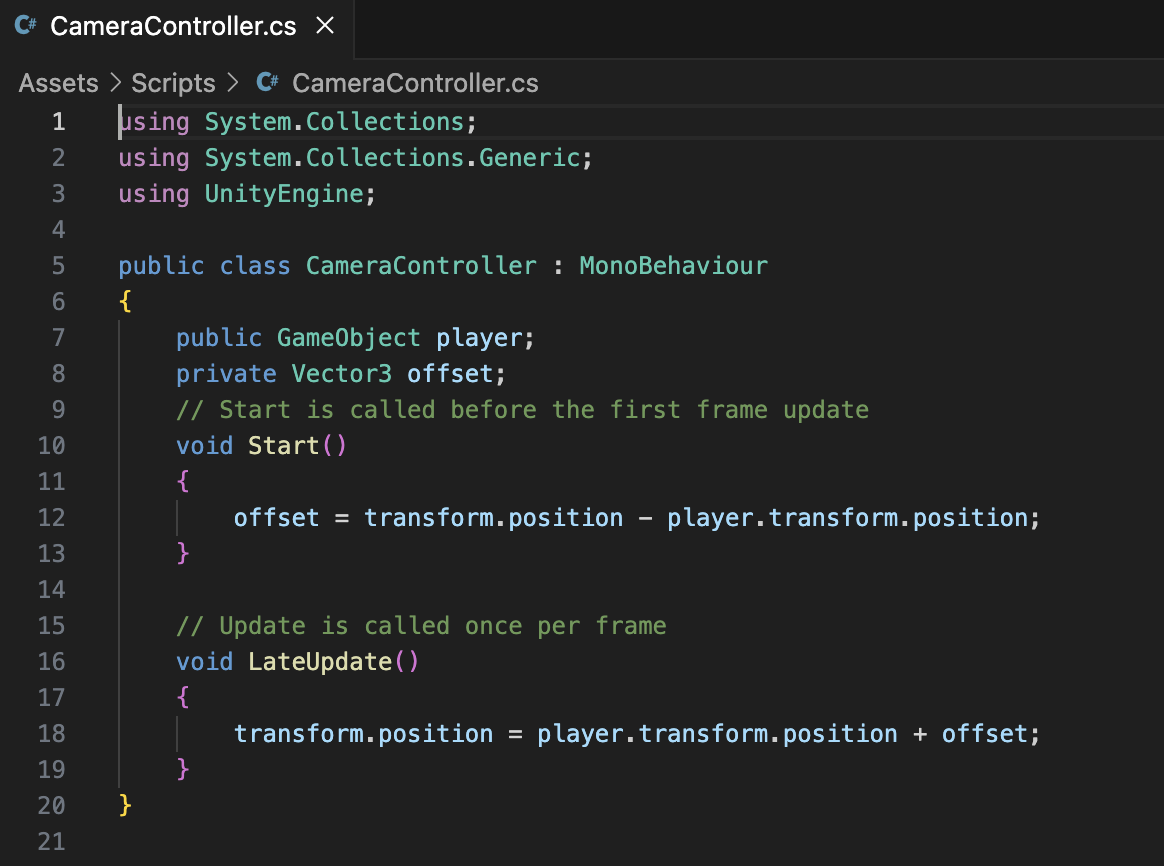 C# CameraController.cs ×
Assets > Scripts > C# CameraController.cs
1 using System.Collections;
2 using System.Collections.Generic;
3 using UnityEngine;
4
5 public class CameraController : MonoBehaviour
6 {
7     public GameObject player;
8     private Vector3 offset;
9     // Start is called before the first frame update
10     void Start()
11     {
12         offset = transform.position - player.transform.position;
13     }
14
15     // Update is called once per frame
16     void LateUpdate()
17     {
18         transform.position = player.transform.position + offset;
19     }
20 }
21